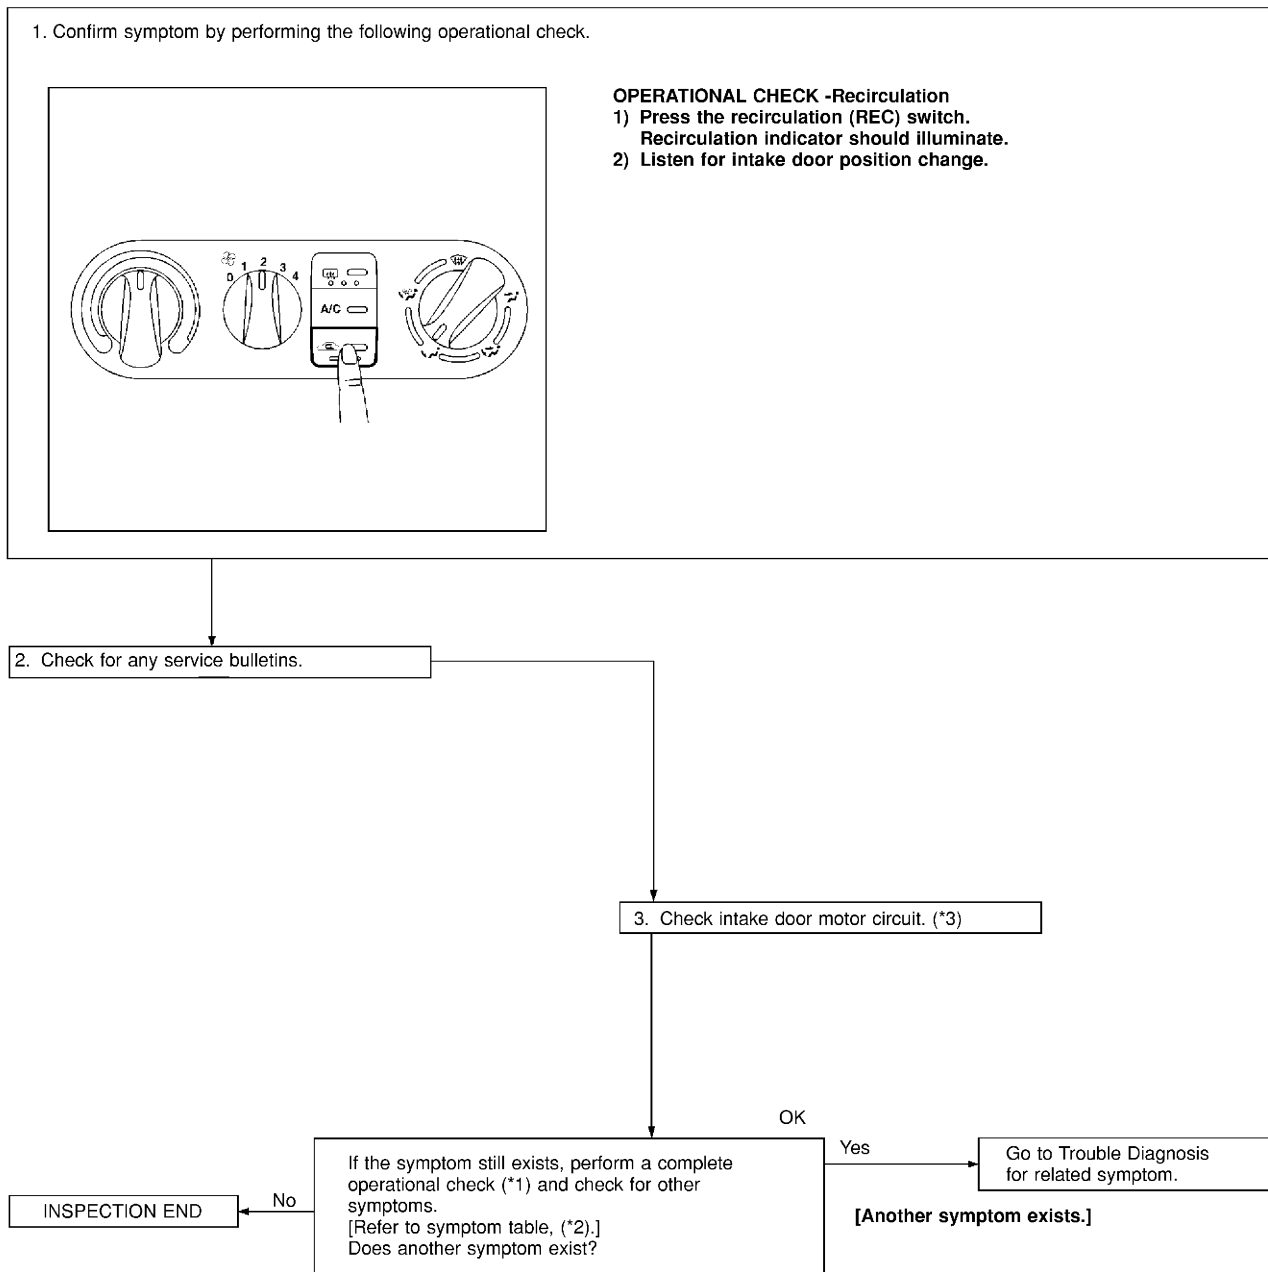 1. Confirm symptom by performing the following operational check.
OPERATIONAL CHECK -Recirculation
1) Press the recirculation (REC) switch.
Recirculation indicator should illuminate.
2) Listen for intake door position change.
0 1 2 3 4
A/C
2. Check for any service bulletins.
3. Check intake door motor circuit. (*3)
OK
If the symptom still exists, perform a complete
operational check (*1) and check for other
symptoms.
[Refer to symptom table, (*2).]
Does another symptom exist?
Yes
Go to Trouble Diagnosis
for related symptom.
[Another symptom exists.]
No
INSPECTION END